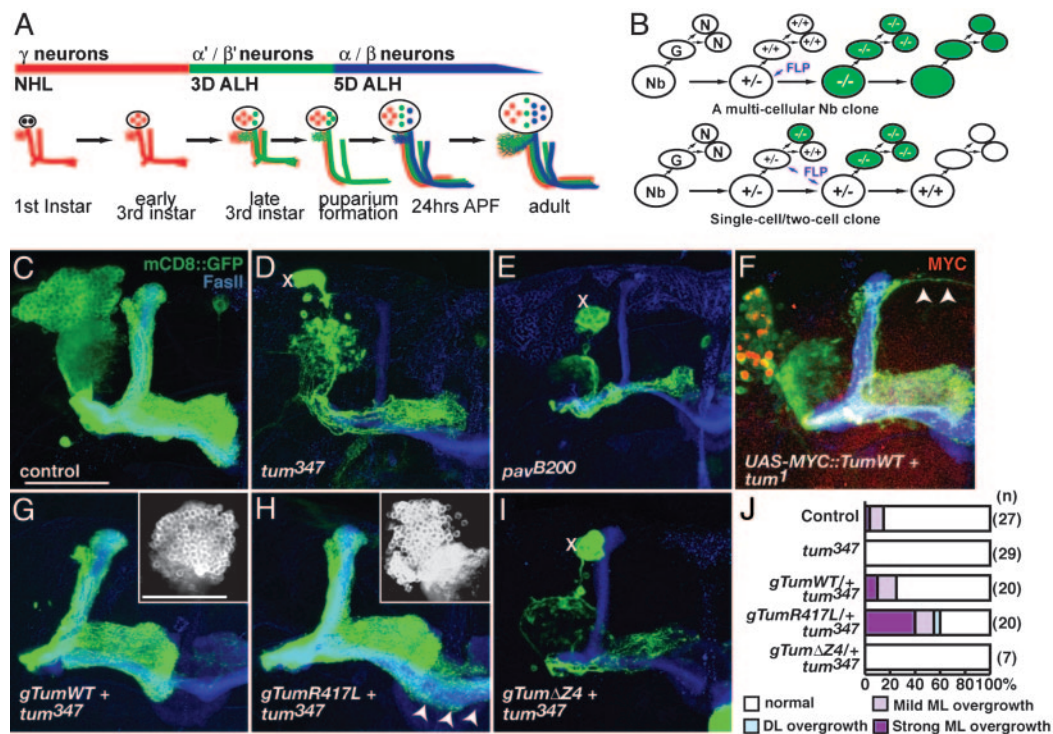 A
γ neurons α' / β' neurons α / β neurons
NHL 3D ALH 5D ALH
1st Instar
early
3rd instar
late
3rd instar
puparium
formation
24hrs APF
adult
B
N
G N
+/+
+/+ +/+
-/-
-/- -/-
FLP
Nb +/- -/-
A multi-cellular Nb clone
N
G N
-/-
+/- +/+
-/-
-/- -/-
FLP
Nb +/- +/- +/+
Single-cell/two-cell clone
C mCD8::GFP
FasII
control
D
X
tum347
E
X
pavB200
F MYC
UAS-MYC::TumWT +
tum1
G
gTumWT +
tum347
H
gTumR417L +
tum347
I
X
gTumΔZ4 +
tum347
J (n)
Control (27)
tum347 (29)
gTumWT/+
tum347 (20)
gTumR417L/+
tum347 (20)
gTumΔZ4/+
tum347 (7)
0 20 40 60 80 100%
normal Mild ML overgrowth
DL overgrowth Strong ML overgrowth